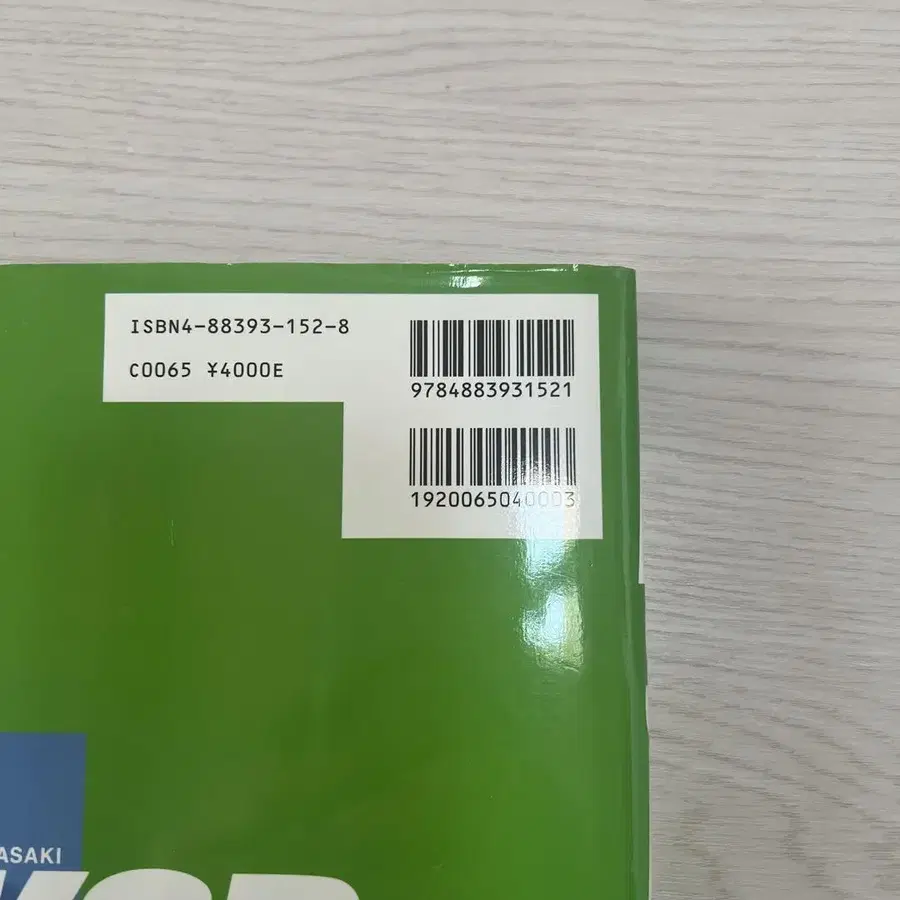 ISBN4-88393-152-8
C0065 ¥4000E
9784883931521
1920065040003
ASAKI